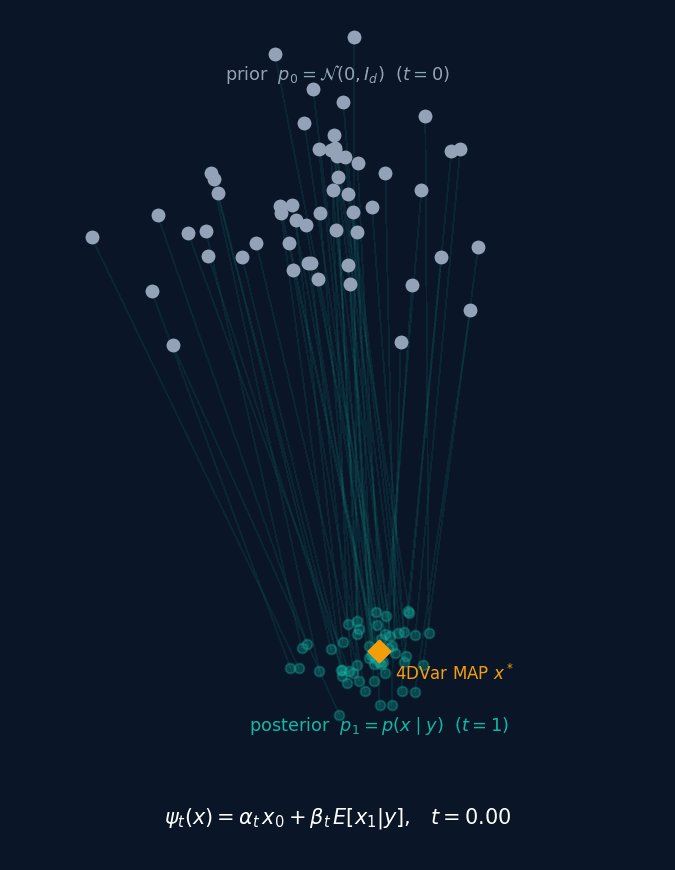 prior p₀ = 𝒩(0, I_d) (t = 0)
4DVar MAP x*
posterior p₁ = p(x | y) (t = 1)
ψ_t(x) = α_t x₀ + β_t E[x₁|y], t = 0.00